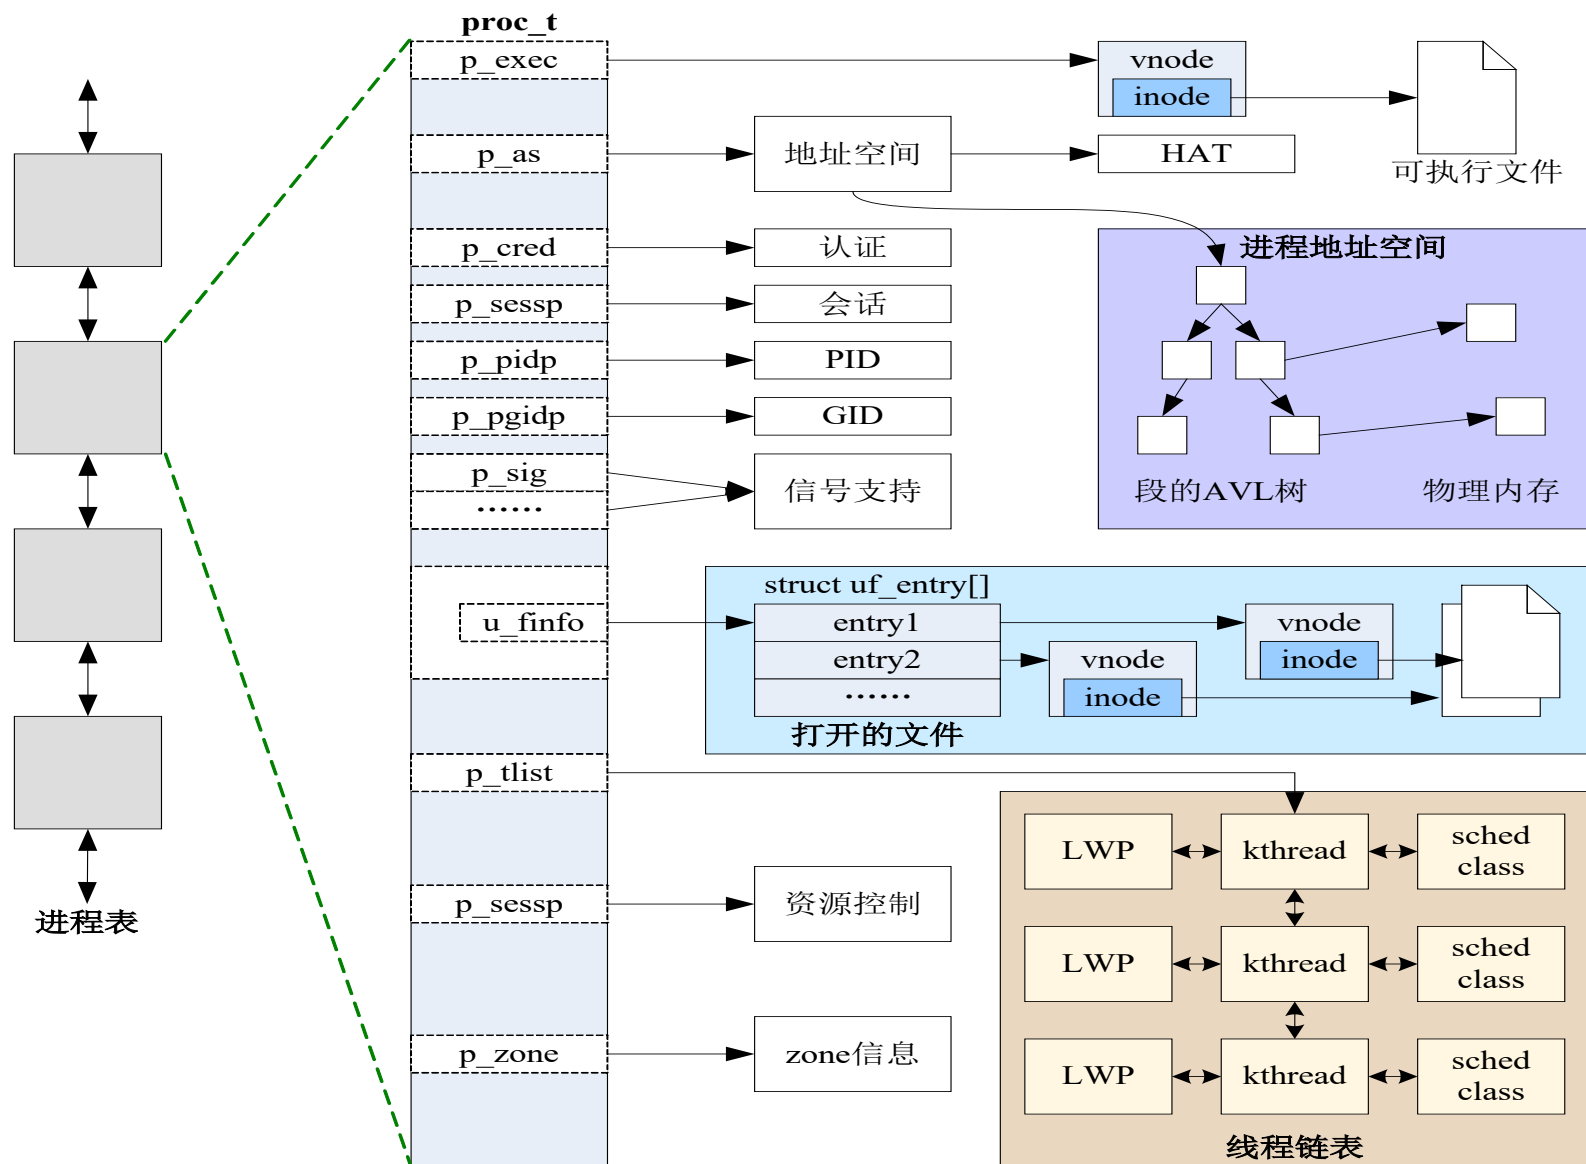 proc_t
p_exec
vnode
inode
可执行文件
p_as
地址空间
HAT
p_cred
认证
p_sessp
会话
p_pidp
PID
p_pgidp
GID
p_sig
······
信号支持
进程地址空间
段的AVL树
物理内存
u_finfo
struct uf_entry[]
entry1
entry2
······
打开的文件
vnode
inode
vnode
inode
p_tlist
LWP
kthread
sched
class
LWP
kthread
sched
class
LWP
kthread
sched
class
线程链表
p_sessp
资源控制
p_zone
zone信息
进程表